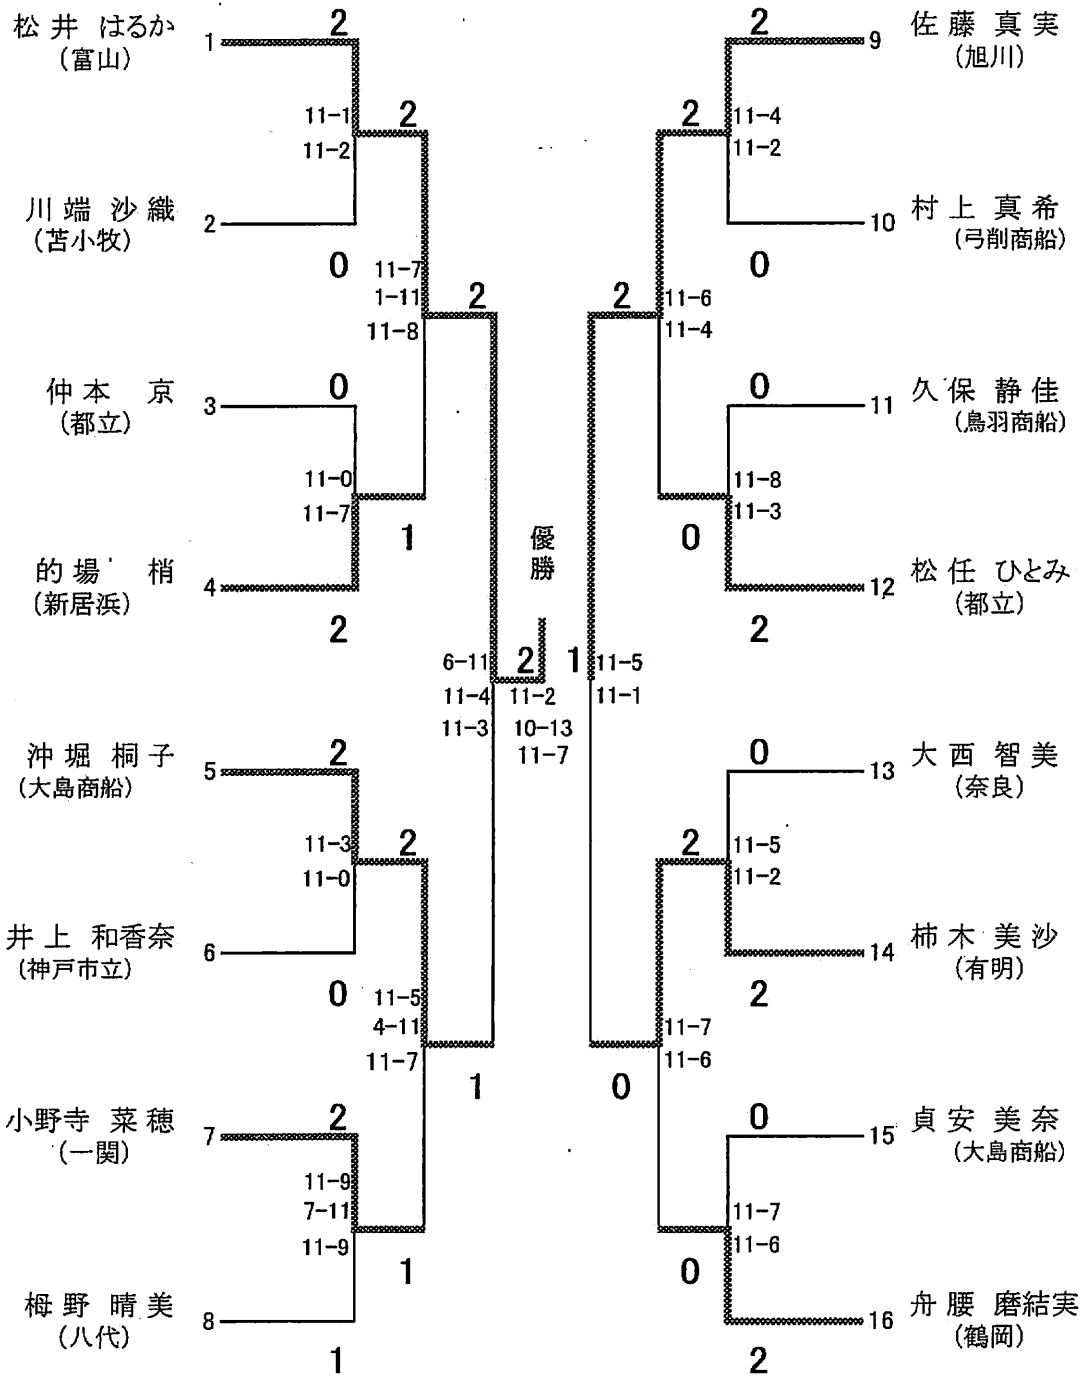 松井 はるか
(富山)
1
2
11-1
11-2
川端 沙織
(苫小牧)
2
0
2
11-7
1-11
11-8
仲本 京
(都立)
3
0
11-0
11-7
的場 梢
(新居浜)
4
2
1
2
6-11
11-4
11-3
沖堀 桐子
(大島商船)
5
2
11-3
11-0
井上 和香奈
(神戸市立)
6
0
2
11-5
4-11
11-7
小野寺 菜穂
(一関)
7
2
11-9
7-11
11-9
栂野 晴美
(八代)
8
1
1
1
優勝
2
1
11-2
10-13
11-7
佐藤 真実
(旭川)
9
2
11-4
11-2
村上 真希
(弓削商船)
10
0
2
11-6
11-4
久保 静佳
(鳥羽商船)
11
0
11-8
11-3
松任 ひとみ
(都立)
12
2
0
2
11-5
11-1
大西 智美
(奈良)
13
0
11-5
11-2
柿木 美沙
(有明)
14
2
2
11-7
11-6
貞安 美奈
(大島商船)
15
0
11-7
11-6
舟腰 磨結実
(鶴岡)
16
2
0
0